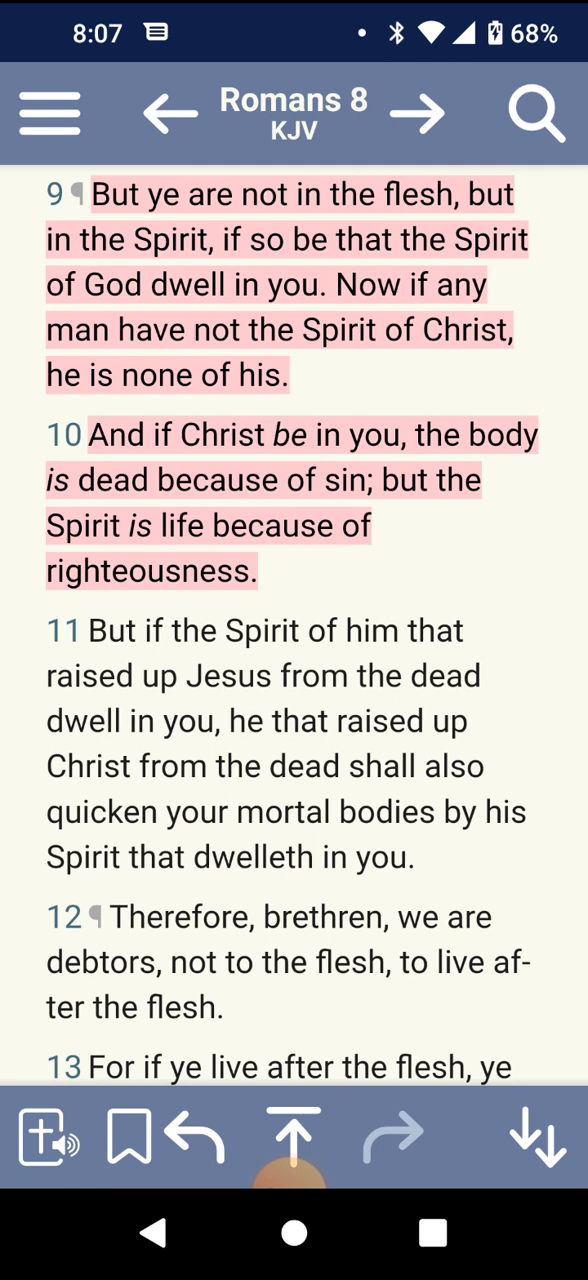 8:07 68%
Romans 8
KJV
9 ¶ But ye are not in the flesh, but
in the Spirit, if so be that the Spirit
of God dwell in you. Now if any
man have not the Spirit of Christ,
he is none of his.
10 And if Christ be in you, the body
is dead because of sin; but the
Spirit is life because of
righteousness.
11 But if the Spirit of him that
raised up Jesus from the dead
dwell in you, he that raised up
Christ from the dead shall also
quicken your mortal bodies by his
Spirit that dwelleth in you.
12 ¶ Therefore, brethren, we are
debtors, not to the flesh, to live af-
ter the flesh.
13 For if ye live after the flesh, ye